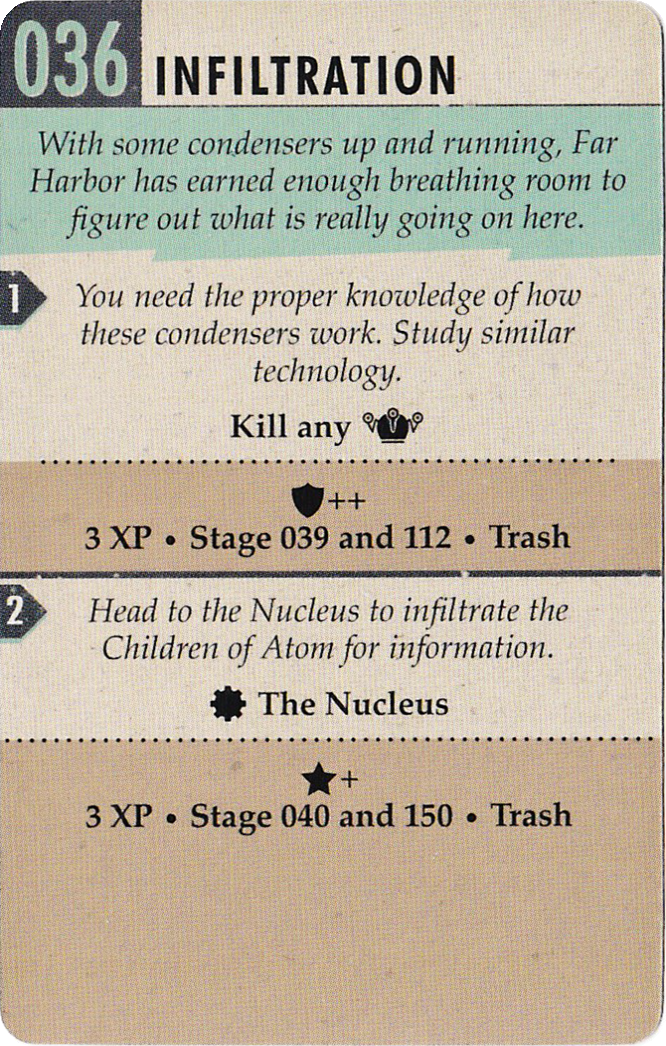 036 INFILTRATION
With some condensers up and running, Far
Harbor has earned enough breathing room to
figure out what is really going on here.
1
You need the proper knowledge of how
these condensers work. Study similar
technology.
Kill any
++
3 XP • Stage 039 and 112 • Trash
2
Head to the Nucleus to infiltrate the
Children of Atom for information.
The Nucleus
+
3 XP • Stage 040 and 150 • Trash